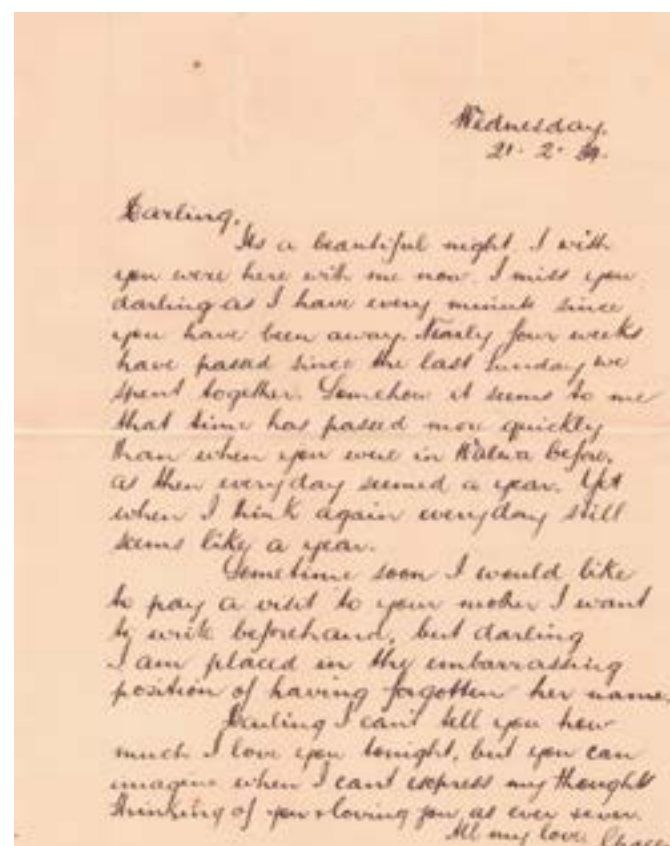 Wednesday.
21. 2. 39.
Darling.
Its a beautiful night I wish
you were here with me now. I miss you
darling as I have every minute since
you have been away. Nearly four weeks
have passed since the last Sunday we
spent together. Somehow it seems to me
that time has passed more quickly
than when you were in Walwa before,
as then everyday seemed a year. Yet
when I think again everyday still
seems like a year.
Sometime soon I would like
to pay a visit to your mother I want
to write beforehand, but darling
I am placed in the embarrassing
position of having forgotten her name.
Darling I can't tell you how
much I love you tonight, but you can
imagine when I cant express my thoughts
thinking of you & loving you as ever
All my love